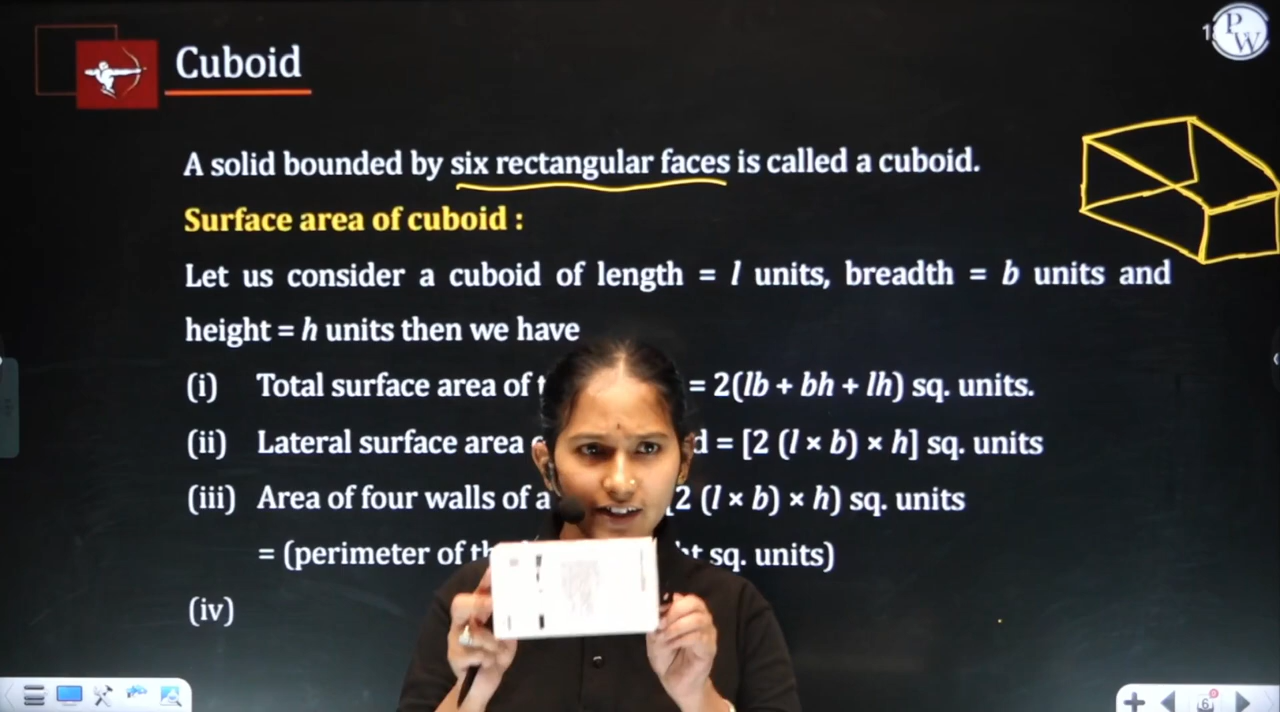 Cuboid
PW
A solid bounded by six rectangular faces is called a cuboid.
Surface area of cuboid :
Let us consider a cuboid of length = l units, breadth = b units and
height = h units then we have
(i) Total surface area of = 2(lb + bh + lh) sq. units.
(ii) Lateral surface area = [2 (l × b) × h] sq. units
(iii) Area of four walls of a 2 (l × b) × h) sq. units
= (perimeter of sq. units)
(iv)